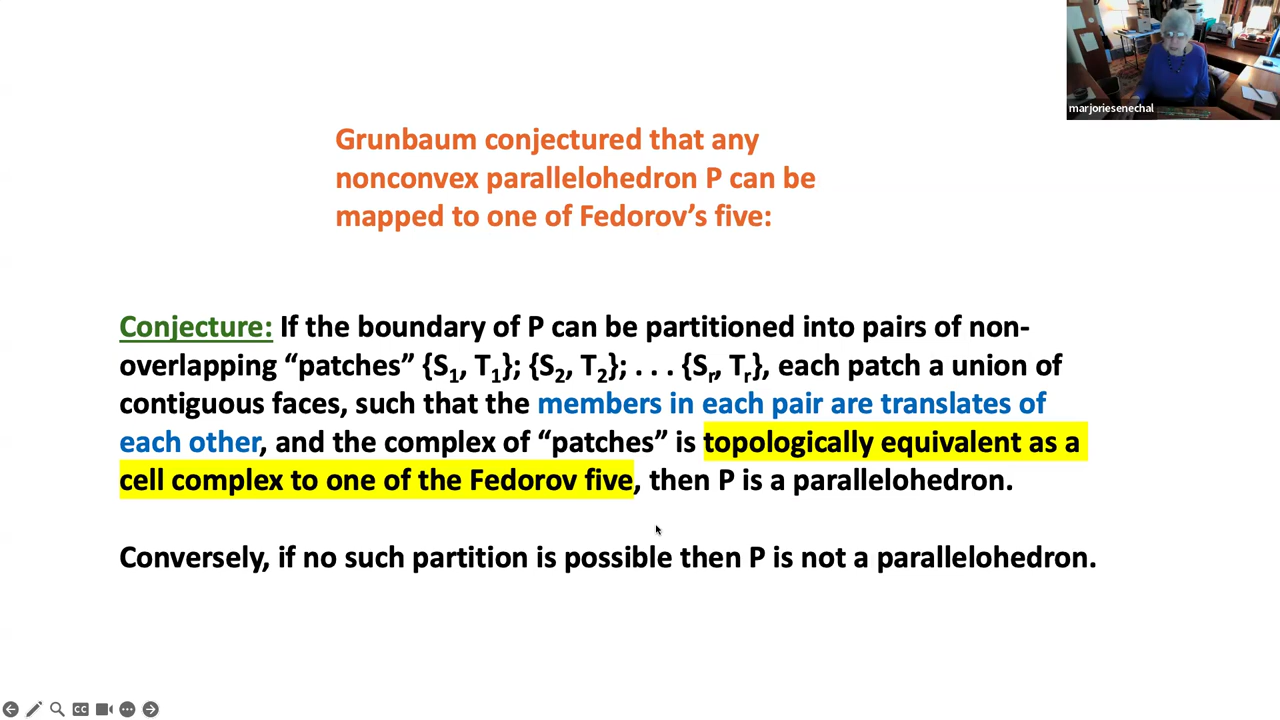 marjoriesenechal
Grunbaum conjectured that any
nonconvex parallelohedron P can be
mapped to one of Fedorov’s five:
Conjecture: If the boundary of P can be partitioned into pairs of non-
overlapping “patches” {S1, T1}; {S2, T2}; . . . {Sr, Tr}, each patch a union of
contiguous faces, such that the members in each pair are translates of
each other, and the complex of “patches” is topologically equivalent as a
cell complex to one of the Fedorov five, then P is a parallelohedron.
Conversely, if no such partition is possible then P is not a parallelohedron.
CC